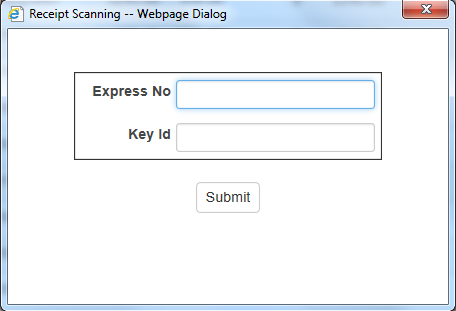 Receipt Scanning -- Webpage Dialog
Express No
Key Id
Submit